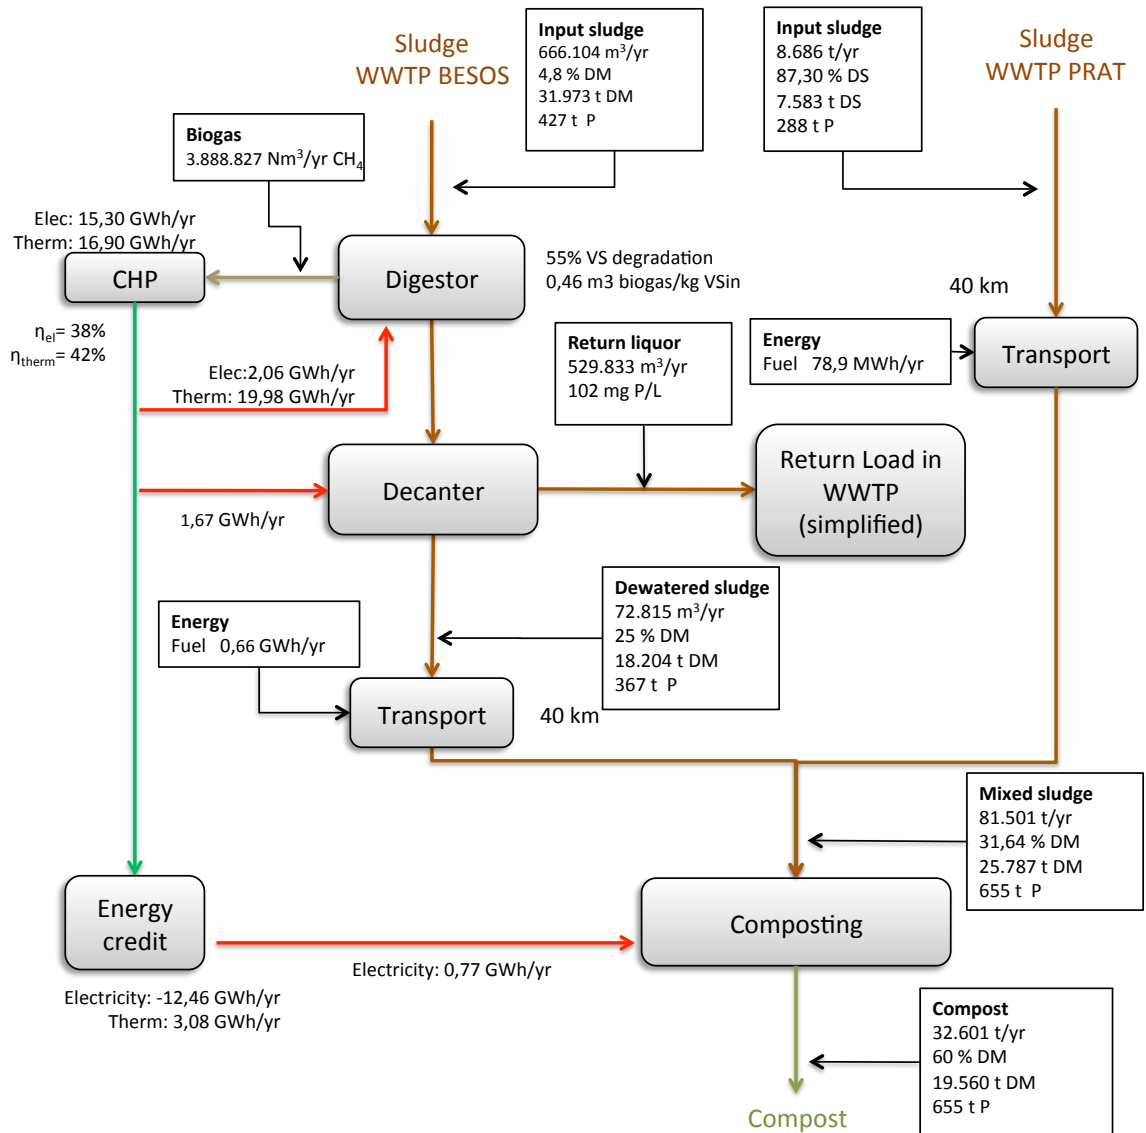 Sludge
WWTP BESOS
Input sludge
666.104 m³/yr
4,8 % DM
31.973 t DM
427 t P
Input sludge
8.686 t/yr
87,30 % DS
7.583 t DS
288 t P
Sludge
WWTP PRAT
Biogas
3.888.827 Nm³/yr CH₄
Elec: 15,30 GWh/yr
Therm: 16,90 GWh/yr
CHP
Digestor
55% VS degradation
0,46 m3 biogas/kg VSin
40 km
ηel= 38%
ηtherm= 42%
Energy
Fuel 78,9 MWh/yr
Transport
Return liquor
529.833 m³/yr
102 mg P/L
Elec:2,06 GWh/yr
Therm: 19,98 GWh/yr
Decanter
Return Load in
WWTP
(simplified)
1,67 GWh/yr
Dewatered sludge
72.815 m³/yr
25 % DM
18.204 t DM
367 t P
Energy
Fuel 0,66 GWh/yr
Transport
40 km
Mixed sludge
81.501 t/yr
31,64 % DM
25.787 t DM
655 t P
Energy
credit
Composting
Electricity: 0,77 GWh/yr
Electricity: -12,46 GWh/yr
Therm: 3,08 GWh/yr
Compost
32.601 t/yr
60 % DM
19.560 t DM
655 t P
Compost